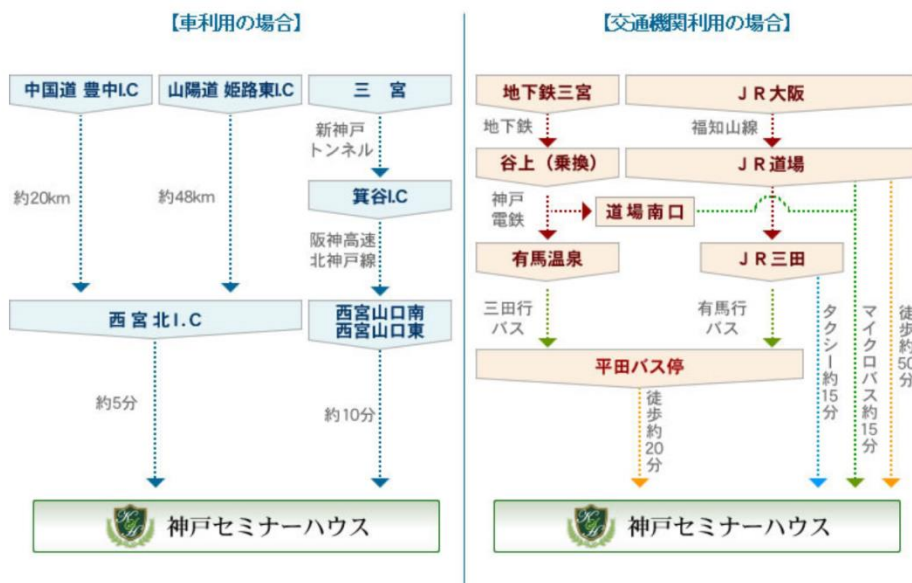 【車利用の場合】
中国道 豊中I.C
山陽道 姫路東I.C
三　宮
新神戸
トンネル
約20km
約48km
箕谷I.C
阪神高速
北神戸線
西宮北I.C
西宮山口南
西宮山口東
約5分
約10分
神戸セミナーハウス
【交通機関利用の場合】
地下鉄三宮
ＪＲ大阪
地下鉄
福知山線
谷上（乗換）
ＪＲ道場
神戸
電鉄
道場南口
有馬温泉
ＪＲ三田
三田行
バス
有馬行
バス
平田バス停
徒歩約20分
タクシー約15分
マイクロバス約15分
徒歩約50分
神戸セミナーハウス